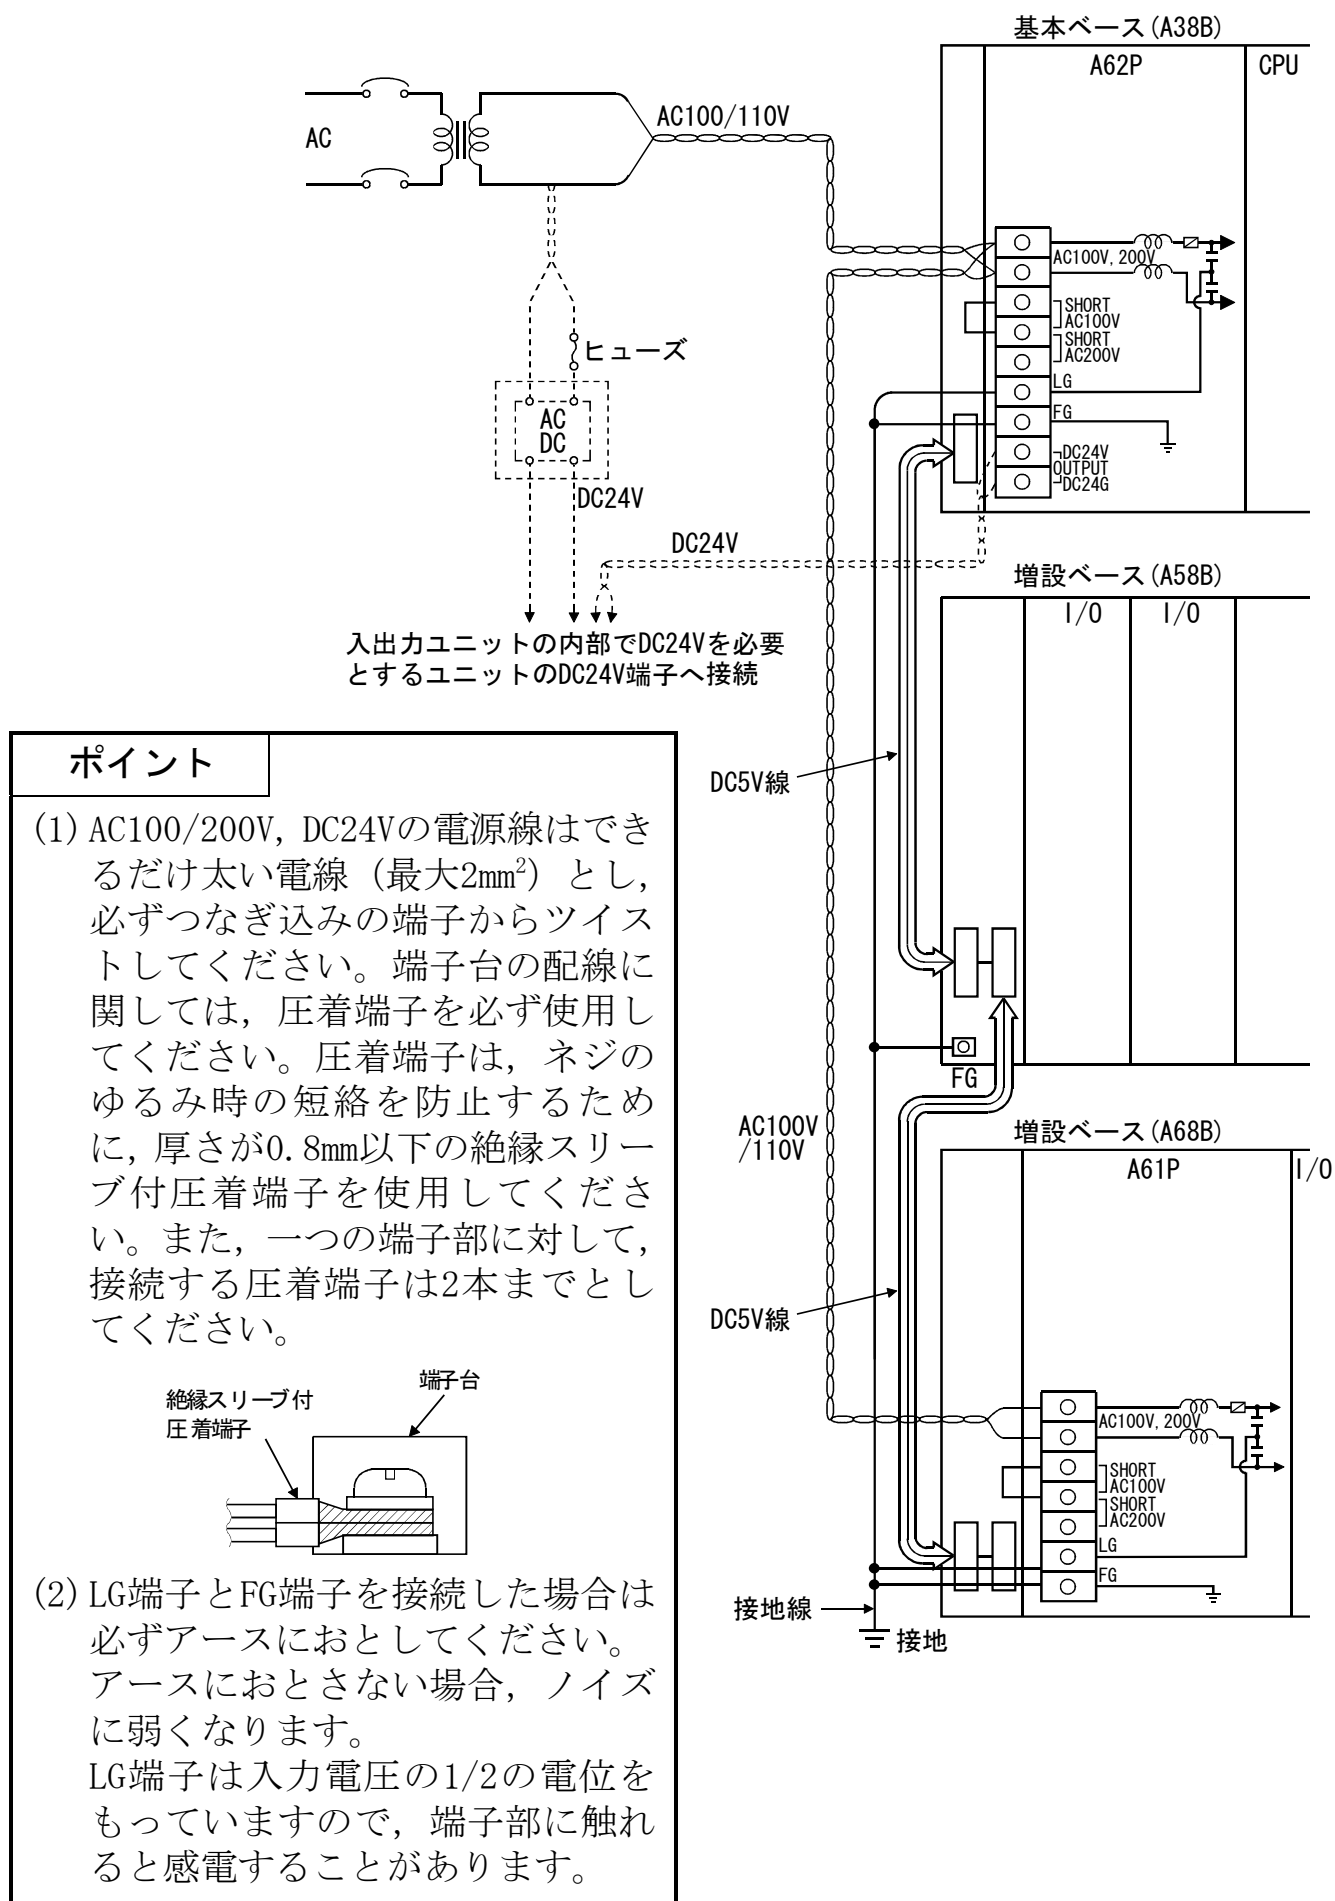 基本ベース(A38B)
A62P
CPU
AC
AC100/110V
AC100V,200V
SHORT
AC100V
SHORT
AC200V
LG
FG
DC24V
OUTPUT
DC24G
ヒューズ
AC
DC
DC24V
DC24V
入出力ユニットの内部でDC24Vを必要
とするユニットのDC24V端子へ接続
増設ベース(A58B)
I/O
I/O
DC5V線
FG
AC100V
/110V
増設ベース(A68B)
A61P
I/O
DC5V線
AC100V,200V
SHORT
AC100V
SHORT
AC200V
LG
FG
接地線
接地
ポイント
(1) AC100/200V, DC24Vの電源線はでき
るだけ太い電線（最大2mm²）とし,
必ずつなぎ込みの端子からツイス
トしてください。端子台の配線に
関しては, 圧着端子を必ず使用し
てください。圧着端子は, ネジの
ゆるみ時の短絡を防止するため
に, 厚さが0.8mm以下の絶縁スリー
ブ付圧着端子を使用してくださ
い。また, 一つの端子部に対して,
接続する圧着端子は2本までとし
てください。
端子台
絶縁スリーブ付
圧着端子
(2) LG端子とFG端子を接続した場合は
必ずアースにおとしてください。
アースにおとさない場合, ノイズ
に弱くなります。
LG端子は入力電圧の1/2の電位を
もっていますので, 端子部に触れ
ると感電することがあります。